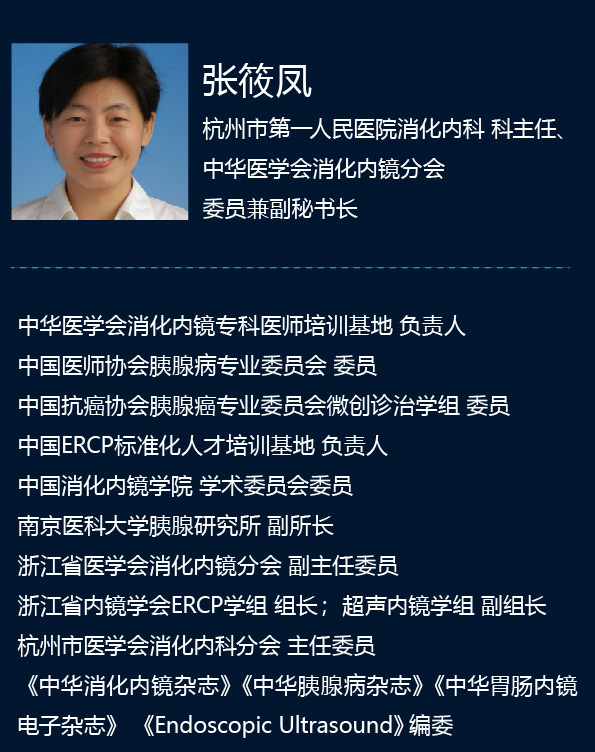 张筱凤
杭州市第一人民医院消化内科 科主任、
中华医学会消化内镜分会
委员兼副秘书长
中华医学会消化内镜专科医师培训基地 负责人
中国医师协会胰腺病专业委员会 委员
中国抗癌协会胰腺癌专业委员会微创诊治学组 委员
中国ERCP标准化人才培训基地 负责人
中国消化内镜学院 学术委员会委员
南京医科大学胰腺研究所 副所长
浙江省医学会消化内镜分会 副主任委员
浙江省内镜学会ERCP学组 组长；超声内镜学组 副组长
杭州市医学会消化内科分会 主任委员
《中华消化内镜杂志》《中华胰腺病杂志》《中华胃肠内镜
电子杂志》 《Endoscopic Ultrasound》编委